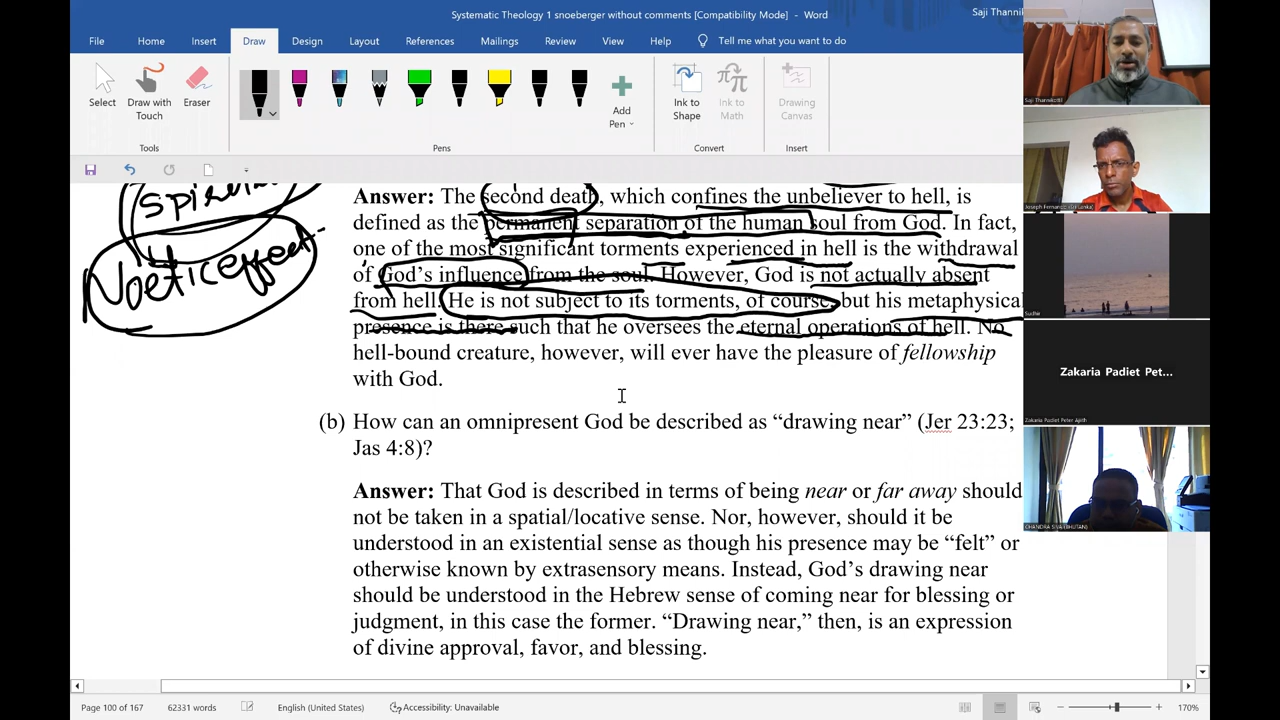 Systematic Theology 1 snoeberger without comments [Compatibility Mode] - Word
Saji Thannik
File Home Insert Draw Design Layout References Mailings Review View Help Tell me what you want to do
Select Draw with Touch Eraser Add Pen Ink to Shape Ink to Math Drawing Canvas
Tools Pens Convert Insert
Noetic effect
Answer: The second death, which confines the unbeliever to hell, is
defined as the permanent separation of the human soul from God. In fact,
one of the most significant torments experienced in hell is the withdrawal
of God's influence from the soul. However, God is not actually absent
from hell. He is not subject to its torments, of course, but his metaphysical
presence is there such that he oversees the eternal operations of hell. No
hell-bound creature, however, will ever have the pleasure of fellowship
with God.
(b) How can an omnipresent God be described as “drawing near” (Jer 23:23;
Jas 4:8)?
Answer: That God is described in terms of being near or far away should
not be taken in a spatial/locative sense. Nor, however, should it be
understood in an existential sense as though his presence may be “felt” or
otherwise known by extrasensory means. Instead, God's drawing near
should be understood in the Hebrew sense of coming near for blessing or
judgment, in this case the former. “Drawing near,” then, is an expression
of divine approval, favor, and blessing.
Saji Thannikottil
Sudhir
Zakaria Padiet Pet...
Zakaria Padiet Peter Ajith
Page 100 of 167 62331 words English (United States) Accessibility: Unavailable 170%